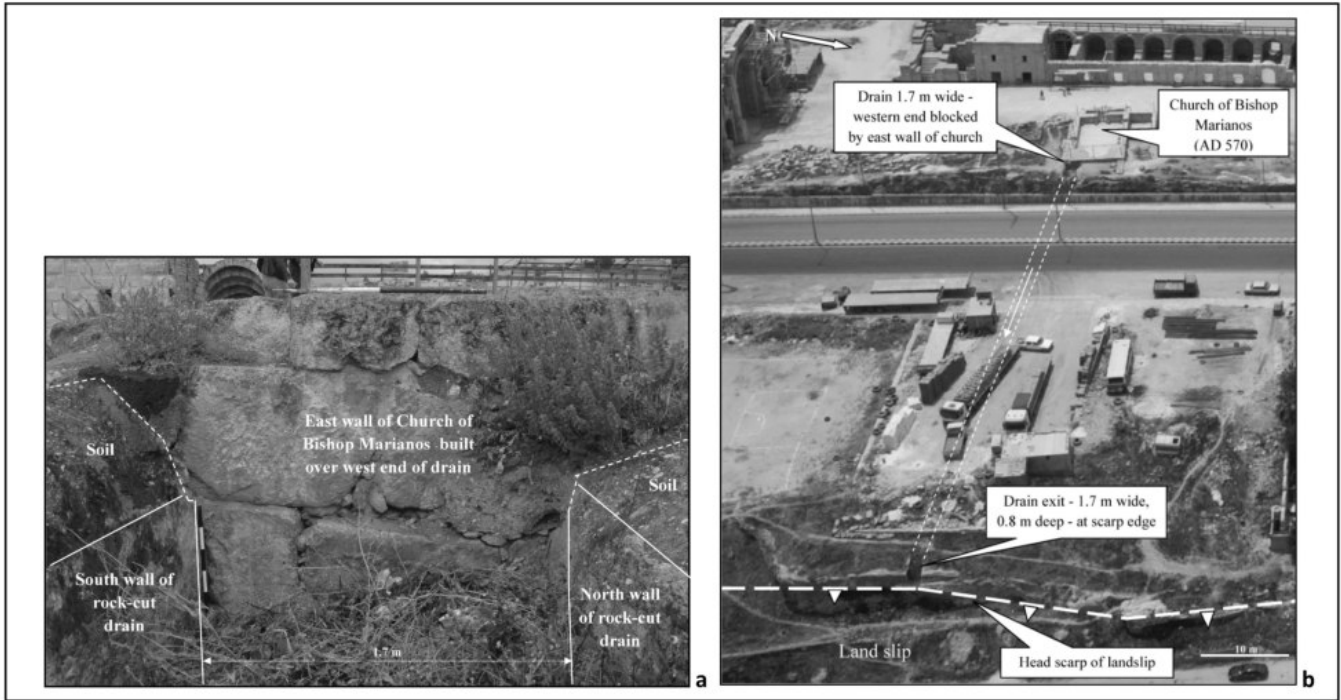 East wall of Church of
Bishop Marianos built
over west end of drain
Soil
Soil
South wall of
rock-cut
drain
North wall
of rock-cut
drain
1.7 m
a
N
Drain 1.7 m wide -
western end blocked
by east wall of church
Church of Bishop
Marianos
(AD 570)
Drain exit - 1.7 m wide,
0.8 m deep - at scarp edge
Land slip
Head scarp of landslip
10 m
b